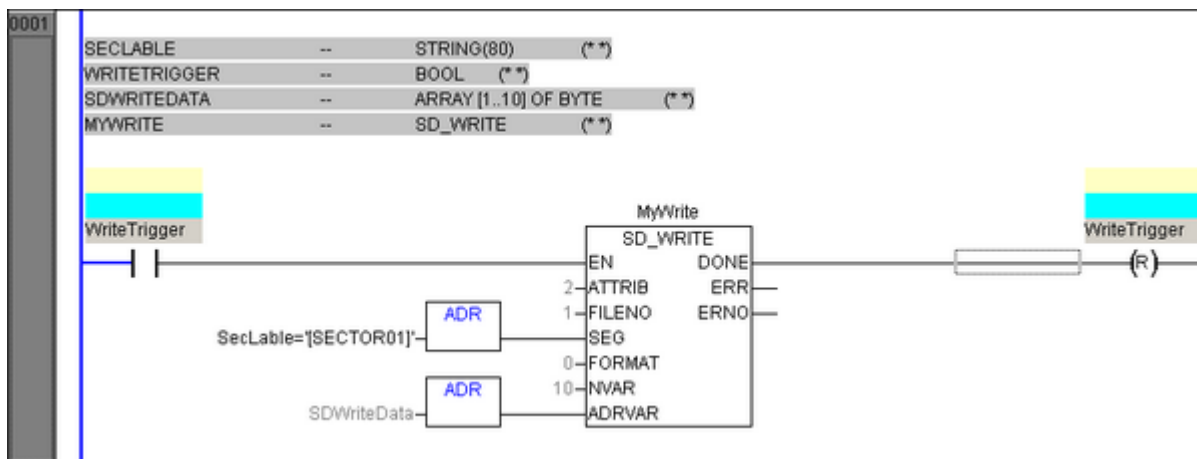 0001
SECLABLE -- STRING(80) (* *)
WRITETRIGGER -- BOOL (* *)
SDWRITEDATA -- ARRAY [1..10] OF BYTE (* *)
MYWRITE -- SD_WRITE (* *)
MyWrite
WriteTrigger SD_WRITE WriteTrigger
EN DONE (R)
2 ATTRIB ERR
ADR 1 FILENO ERNO
SecLable='[SECTOR01]' SEG
0 FORMAT
ADR 10 NVAR
SDWriteData ADRVAR